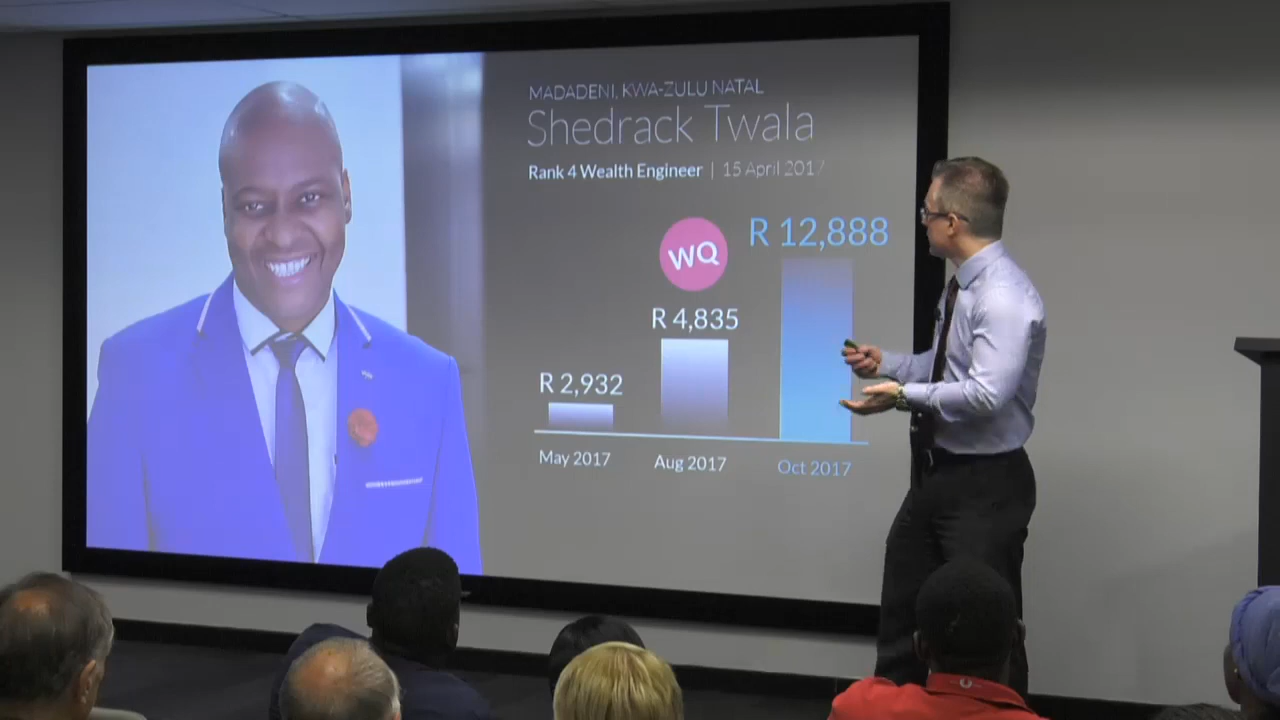 MADADENI, KWA-ZULU NATAL
Shedrack Twala
Rank 4 Wealth Engineer | 15 April 2017
WQ
R 12,888
R 4,835
R 2,932
May 2017
Aug 2017
Oct 2017